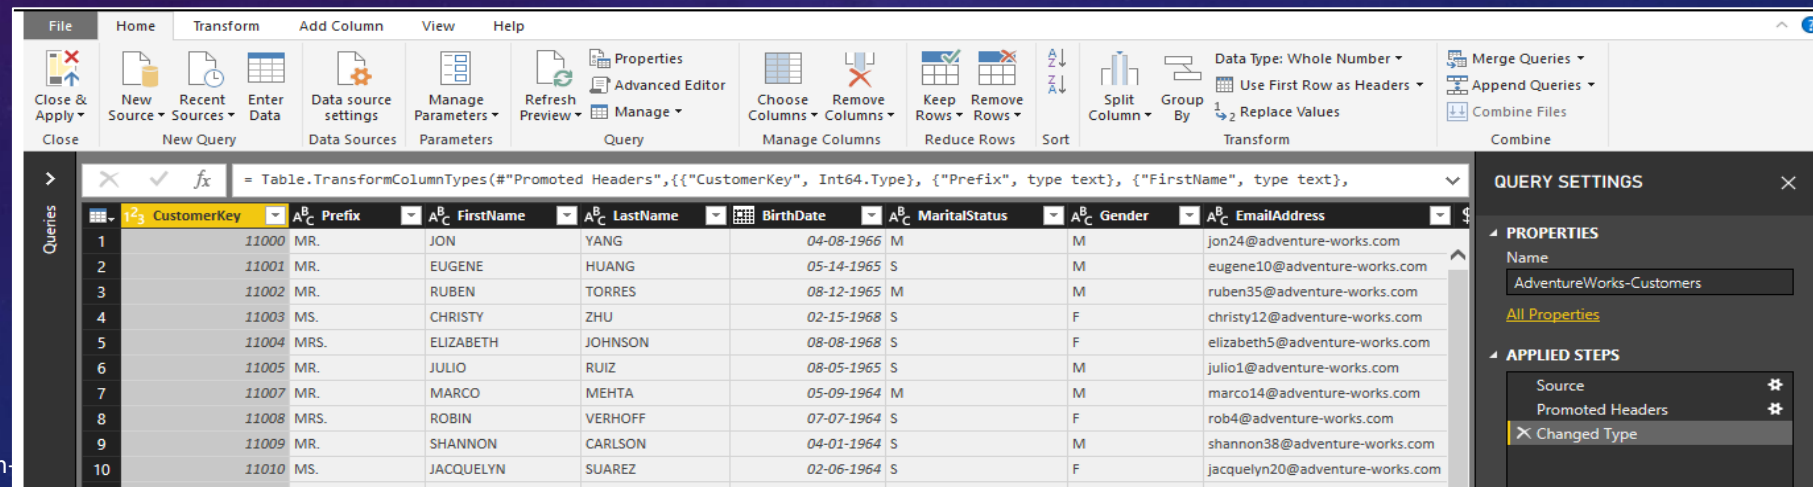 File Home Transform Add Column View Help
Close & Apply New Source Recent Sources Enter Data Data source settings Manage Parameters Refresh Preview Properties Advanced Editor Manage Choose Columns Remove Columns Keep Rows Remove Rows Split Column Group By Data Type: Whole Number Use First Row as Headers Replace Values Merge Queries Append Queries Combine Files
Close New Query Data Sources Parameters Query Manage Columns Reduce Rows Sort Transform Combine
Queries
fx = Table.TransformColumnTypes(#"Promoted Headers",{{"CustomerKey", Int64.Type}, {"Prefix", type text}, {"FirstName", type text},
CustomerKey Prefix FirstName LastName BirthDate MaritalStatus Gender EmailAddress
1 11000 MR. JON YANG 04-08-1966 M M jon24@adventure-works.com
2 11001 MR. EUGENE HUANG 05-14-1965 S M eugene10@adventure-works.com
3 11002 MR. RUBEN TORRES 08-12-1965 M M ruben35@adventure-works.com
4 11003 MS. CHRISTY ZHU 02-15-1968 S F christy12@adventure-works.com
5 11004 MRS. ELIZABETH JOHNSON 08-08-1968 S F elizabeth5@adventure-works.com
6 11005 MR. JULIO RUIZ 08-05-1965 S M julio1@adventure-works.com
7 11007 MR. MARCO MEHTA 05-09-1964 M M marco14@adventure-works.com
8 11008 MRS. ROBIN VERHOFF 07-07-1964 S F rob4@adventure-works.com
9 11009 MR. SHANNON CARLSON 04-01-1964 S M shannon38@adventure-works.com
10 11010 MS. JACQUELYN SUAREZ 02-06-1964 S F jacquelyn20@adventure-works.com
QUERY SETTINGS
PROPERTIES
Name
AdventureWorks-Customers
All Properties
APPLIED STEPS
Source
Promoted Headers
Changed Type